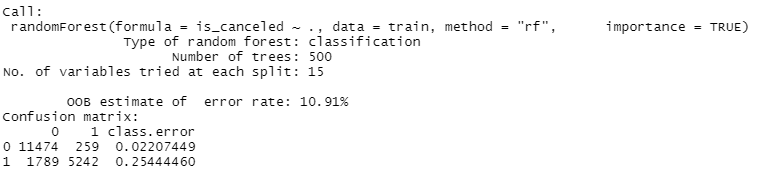 Call:
randomForest(formula = is_canceled ~ ., data = train, method = "rf",      importance = TRUE)
Type of random forest: classification
Number of trees: 500
No. of variables tried at each split: 15
OOB estimate of  error rate: 10.91%
Confusion matrix:
0    1 class.error
0 11474  259  0.02207449
1  1789 5242  0.25444460